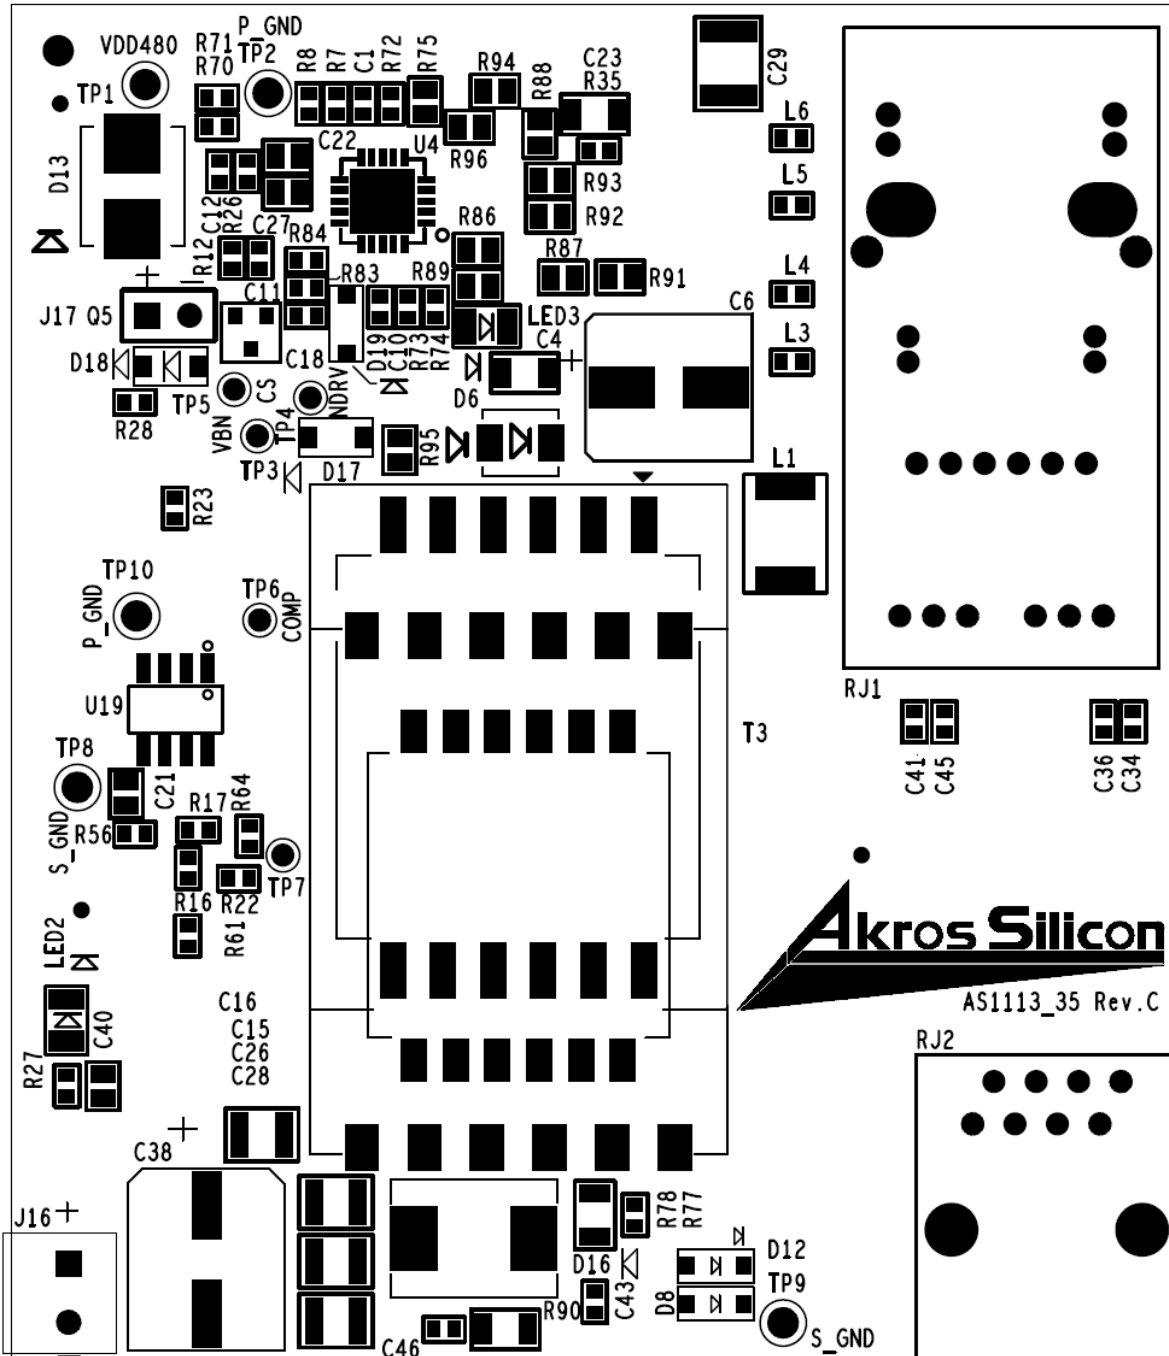 P_GND
VDD480
R71
R70
TP2
R8
R7
C1
R72
R75
R94
R88
C23
R35
C29
TP1
L6
C22
U4
R96
D13
L5
R93
R92
C12
R26
C27
R84
R86
R12
R83
R89
R87
R91
L4
C11
C6
J17
Q5
LED3
L3
C4
D18
C18
D19
C10
R73
R74
TP5
CS
NDRV
D6
R28
VBN
TP4
R95
TP3
D17
L1
R23
TP10
P_GND
TP6
COMP
U19
RJ1
T3
TP8
C41
C45
C36
C34
C21
R64
R17
R56
S_GND
TP7
R16
R22
LED2
R61
Akros Silicon
AS1113_35 Rev.C
C16
C15
C26
C28
C40
R27
RJ2
C38
J16
R78
R77
D16
D12
TP9
C43
D8
R90
C46
S_GND